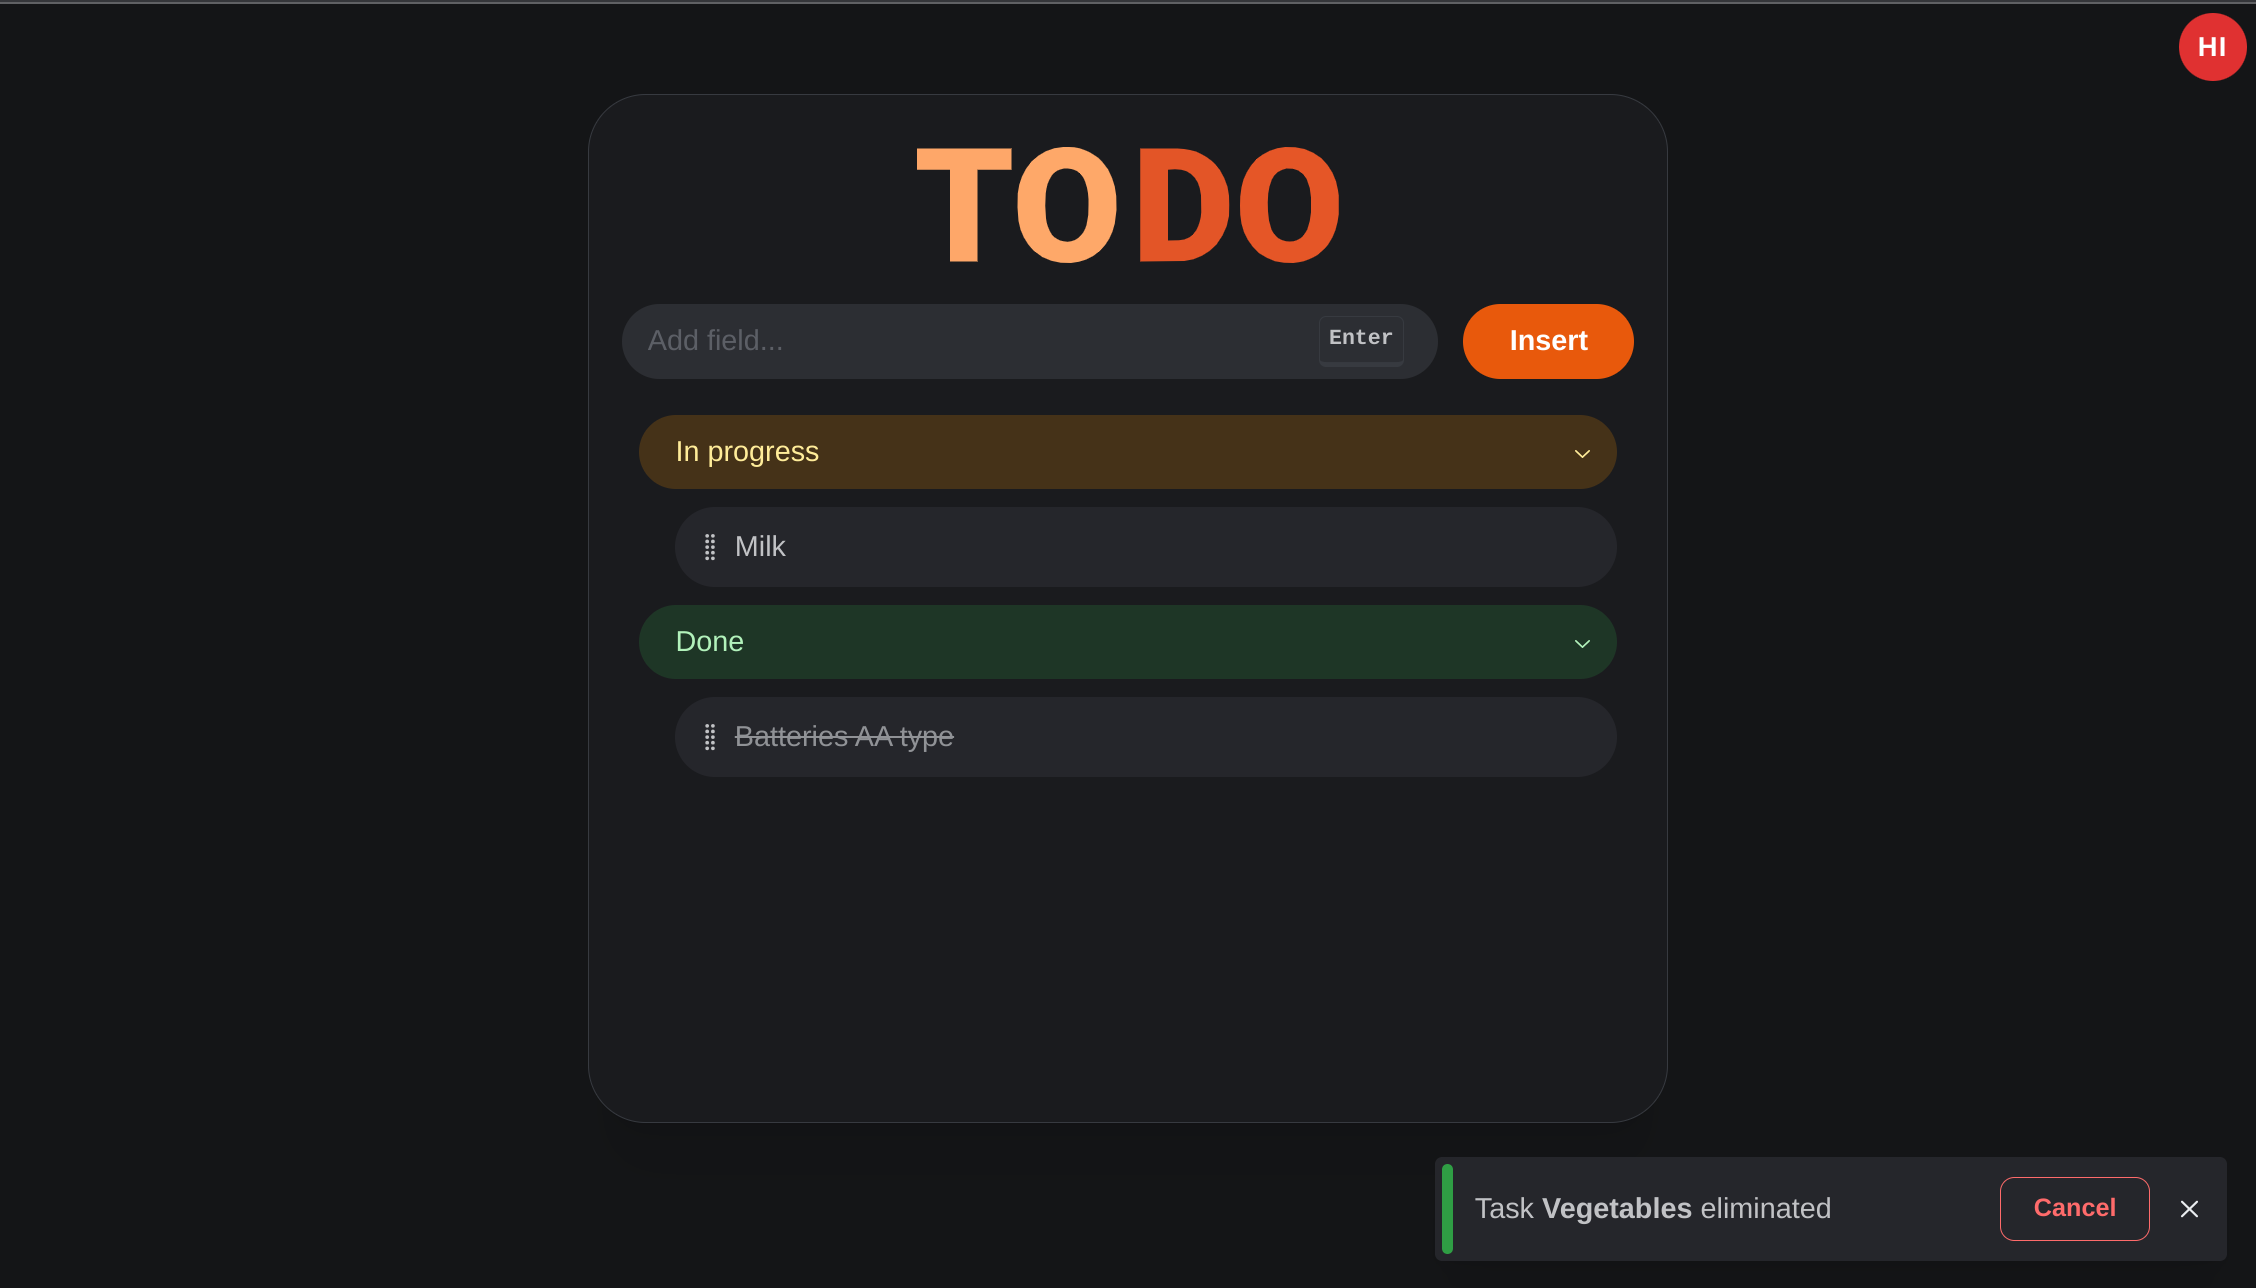 HI
TODO
Add field... Enter Insert
In progress
Milk
Done
Batteries AA type
Task Vegetables eliminated Cancel